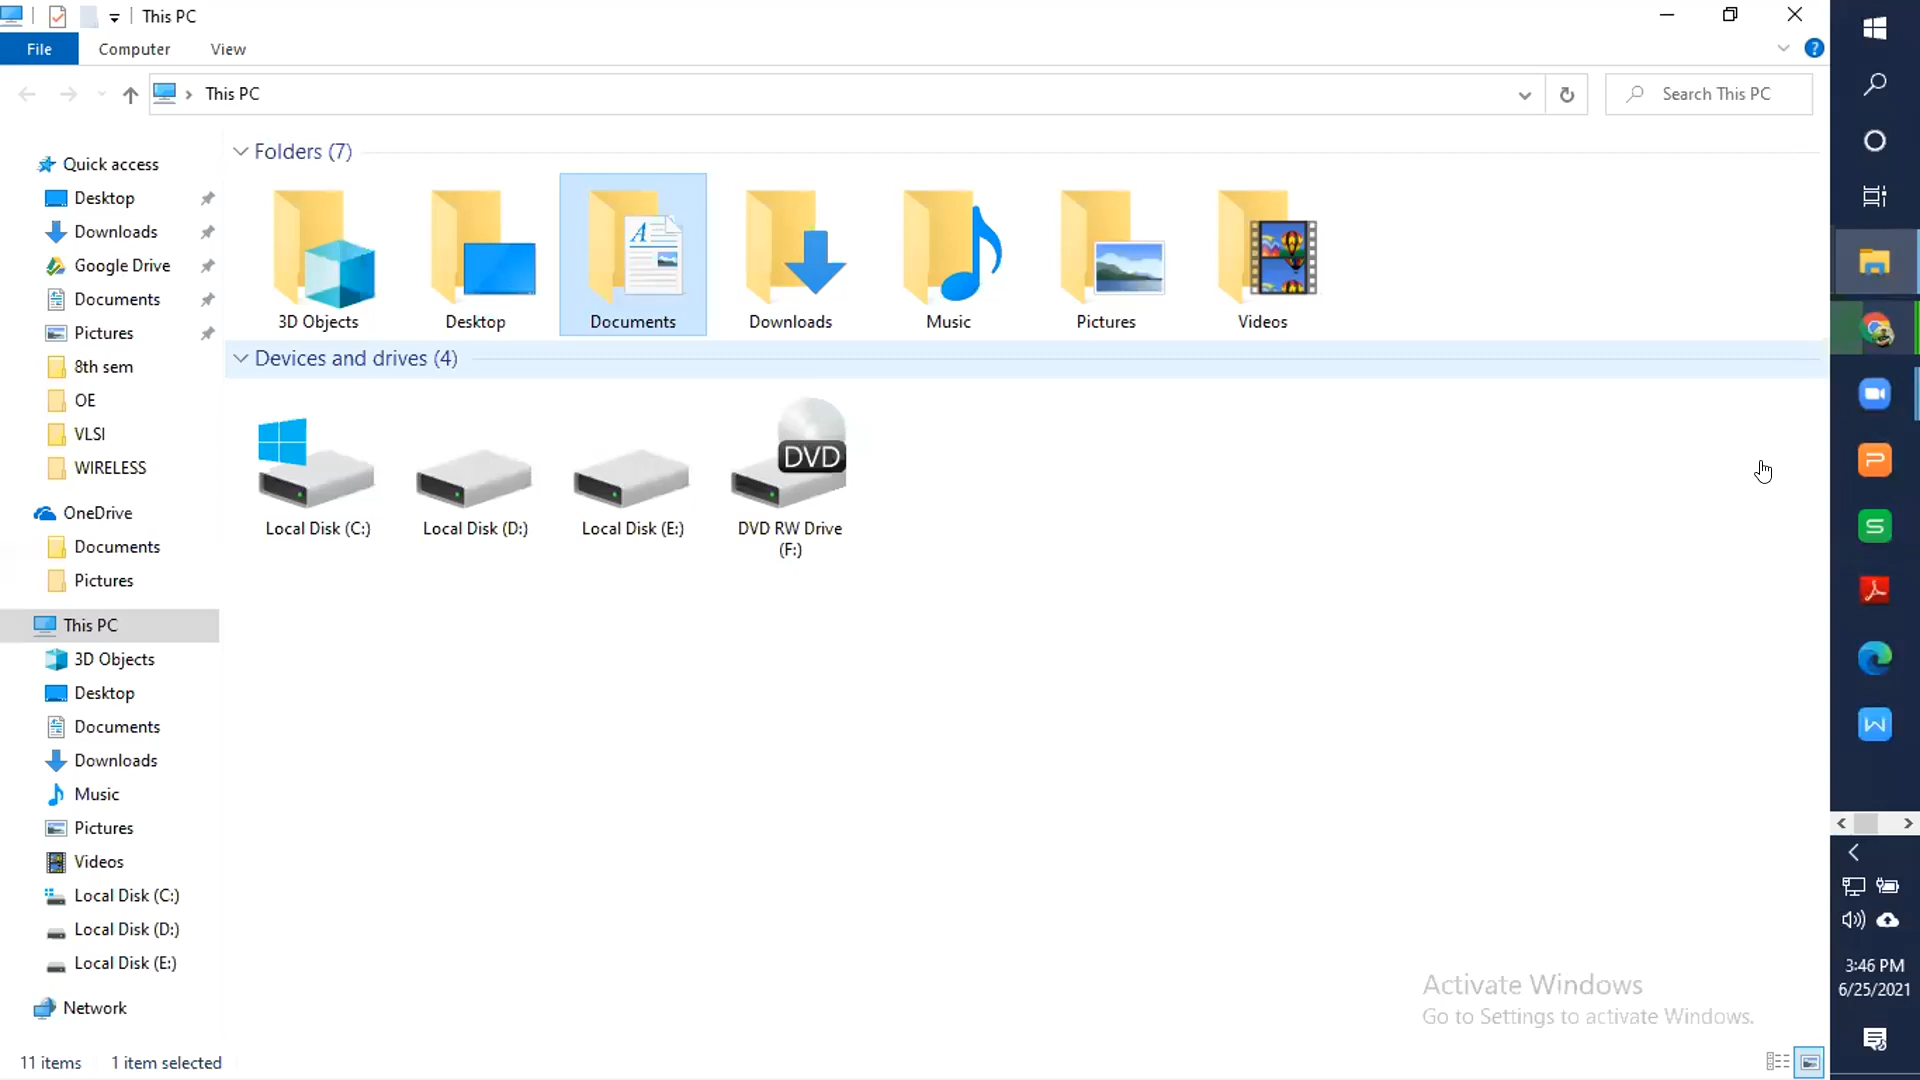 This PC
File
Computer
View
This PC
Search This PC
Quick access
Desktop
Downloads
Google Drive
Documents
Pictures
8th sem
OE
VLSI
WIRELESS
OneDrive
Documents
Pictures
This PC
3D Objects
Desktop
Documents
Downloads
Music
Pictures
Videos
Local Disk (C:)
Local Disk (D:)
Local Disk (E:)
Network
Folders (7)
3D Objects
Desktop
Documents
Downloads
Music
Pictures
Videos
Devices and drives (4)
Local Disk (C:)
Local Disk (D:)
Local Disk (E:)
DVD
DVD RW Drive
(F:)
Activate Windows
Go to Settings to activate Windows.
11 items
1 item selected
3:46 PM
6/25/2021